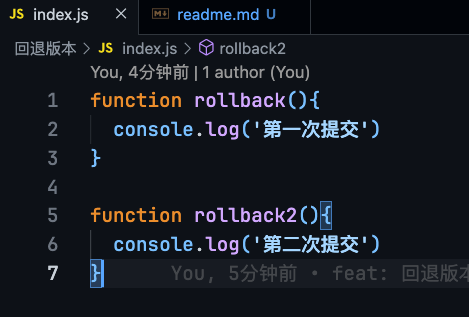 JS index.js × readme.md U
回退版本 > JS index.js > rollback2
You, 4分钟前 | 1 author (You)
1 function rollback(){
2 console.log('第一次提交')
3 }
4
5 function rollback2(){
6 console.log('第二次提交')
7 } You, 5分钟前 • feat: 回退版本